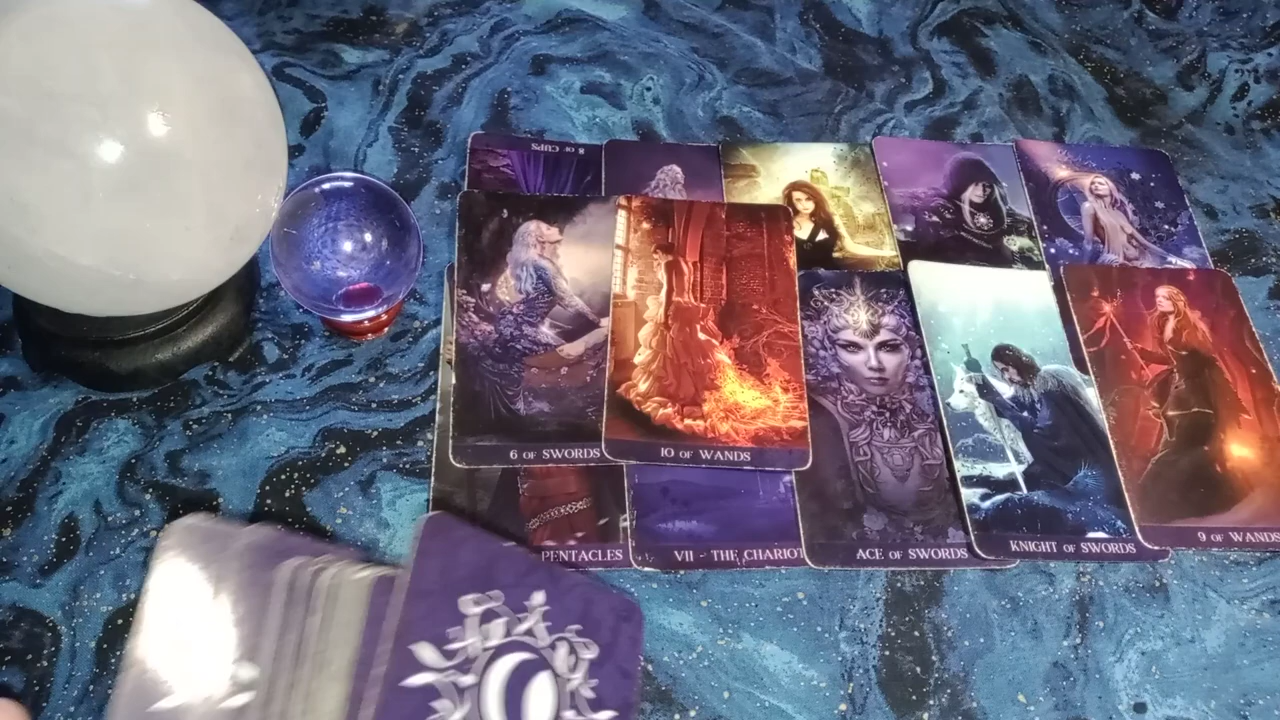 8 OF CUPS
6 OF SWORDS
10 OF WANDS
PENTACLES
VII - THE CHARIOT
ACE OF SWORDS
KNIGHT OF SWORDS
9 OF WANDS